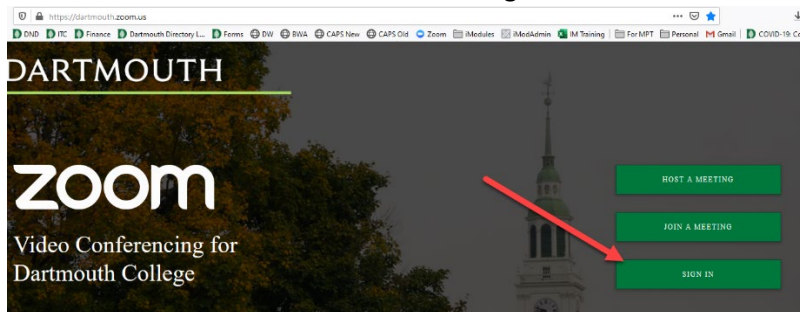 https://dartmouth.zoom.us
DND ITC Finance Dartmouth Directory L... Forms DW BWA CAPS New CAPS Old Zoom iModules iModAdmin IM Training For MPT Personal Gmail COVID-19: Co
DARTMOUTH
zoom
Video Conferencing for
Dartmouth College
HOST A MEETING
JOIN A MEETING
SIGN IN